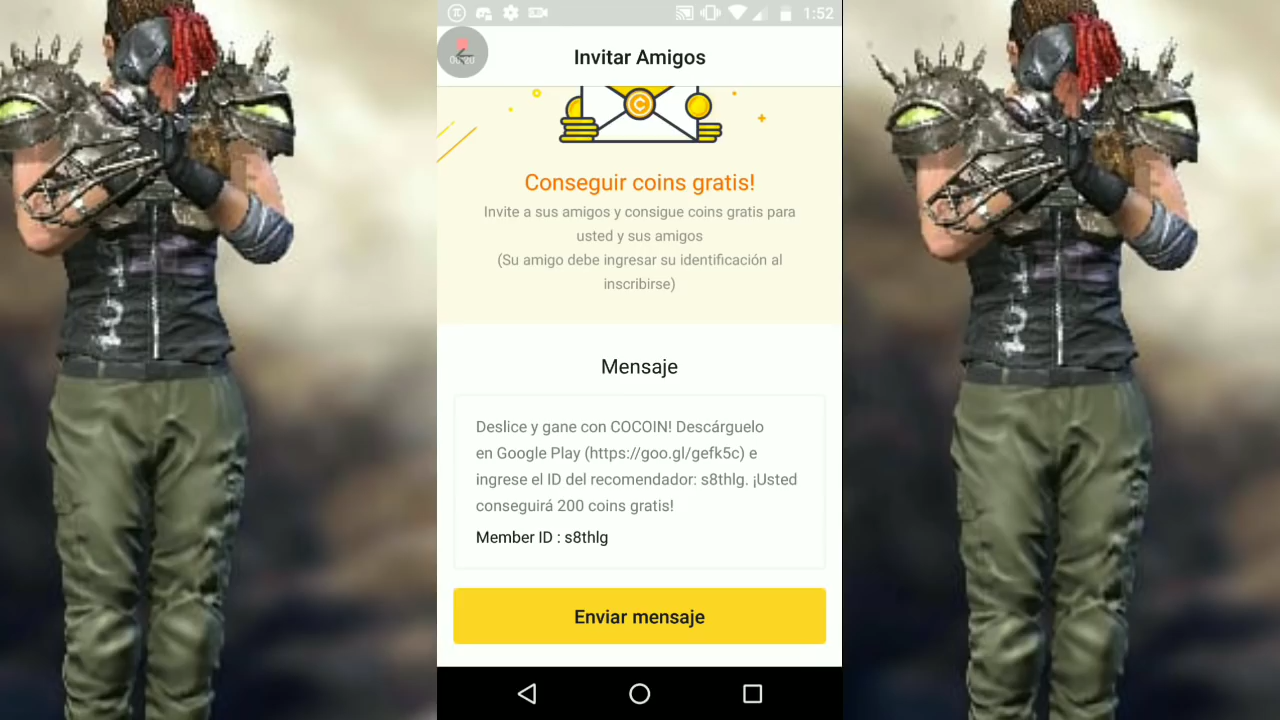 1:52
00:20
Invitar Amigos
Conseguir coins gratis!
Invite a sus amigos y consigue coins gratis para
usted y sus amigos
(Su amigo debe ingresar su identificación al
inscribirse)
Mensaje
Deslice y gane con COCOIN! Descárguelo
en Google Play (https://goo.gl/gefk5c) e
ingrese el ID del recomendador: s8thlg. ¡Usted
conseguirá 200 coins gratis!
Member ID : s8thlg
Enviar mensaje